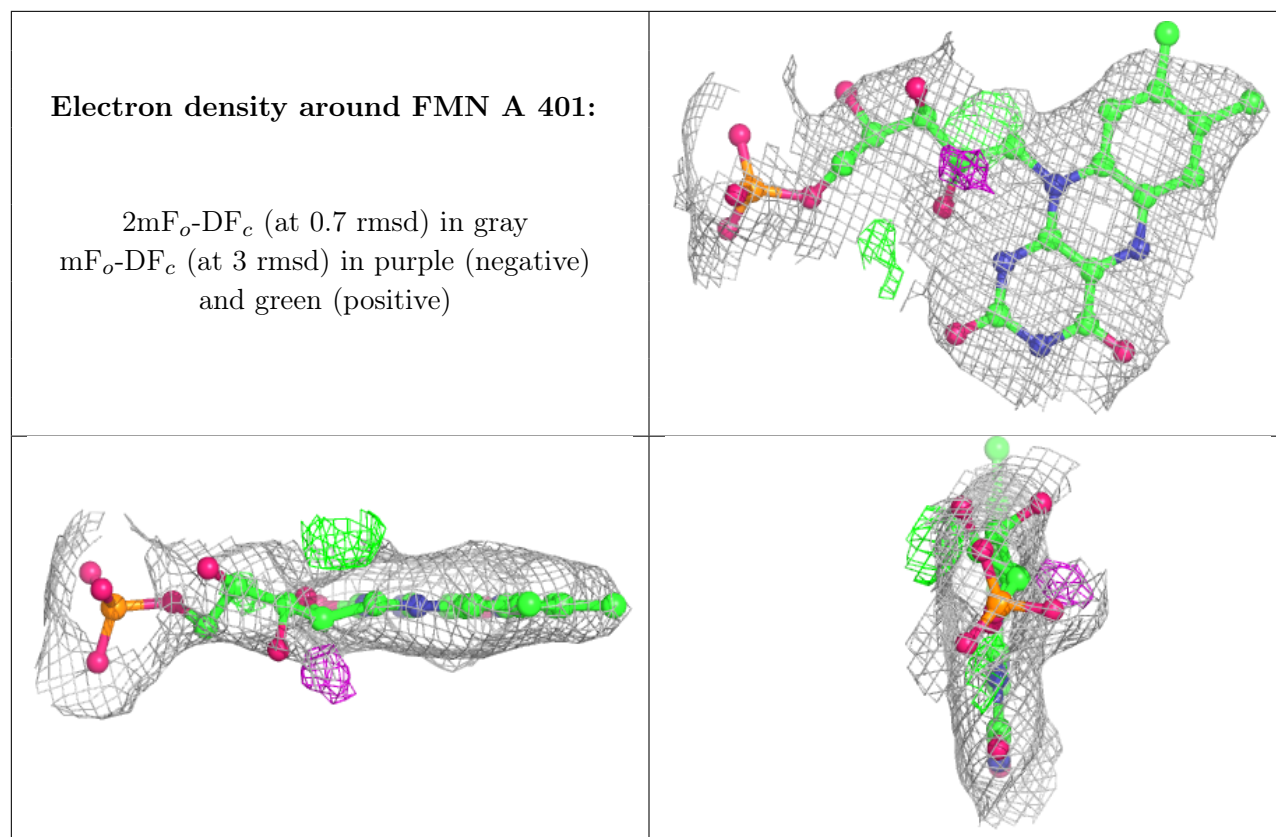 Electron density around FMN A 401:
2mFo-DFc (at 0.7 rmsd) in gray
mFo-DFc (at 3 rmsd) in purple (negative)
and green (positive)